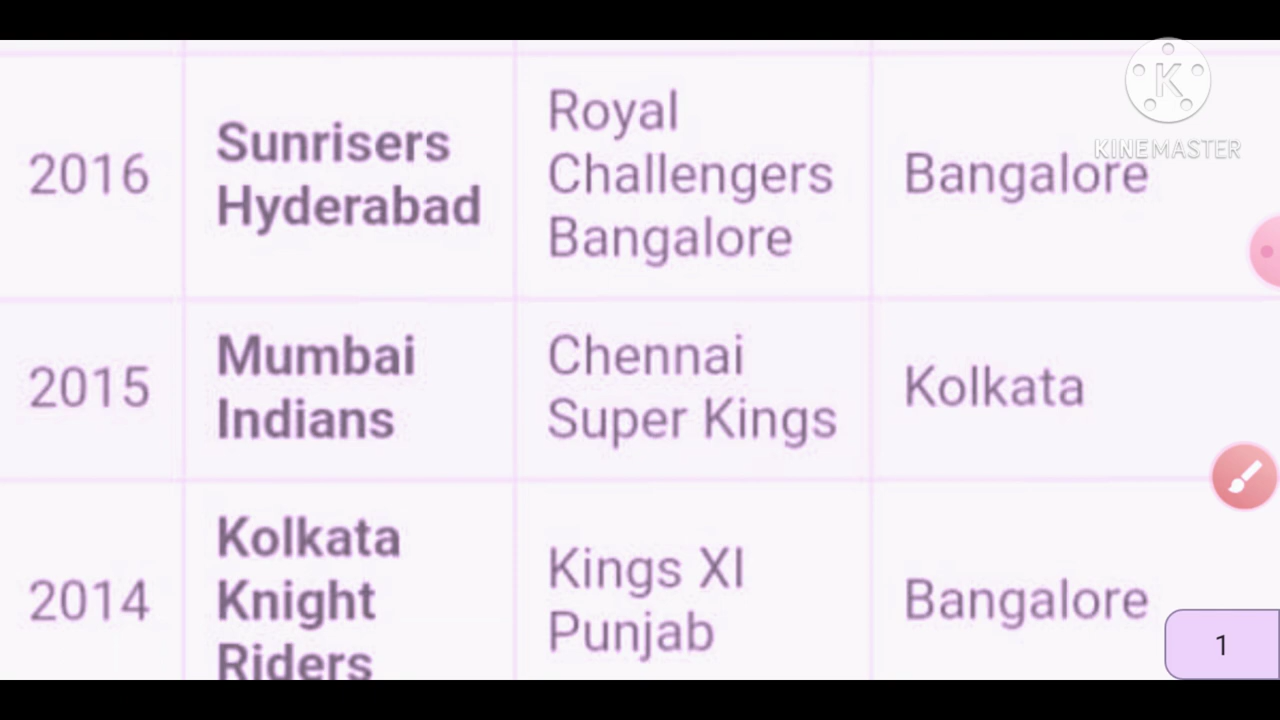 2016
Sunrisers
Hyderabad
Royal
Challengers
Bangalore
Bangalore
K
KINEMASTER
2015
Mumbai
Indians
Chennai
Super Kings
Kolkata
2014
Kolkata
Knight
Riders
Kings XI
Punjab
Bangalore
1